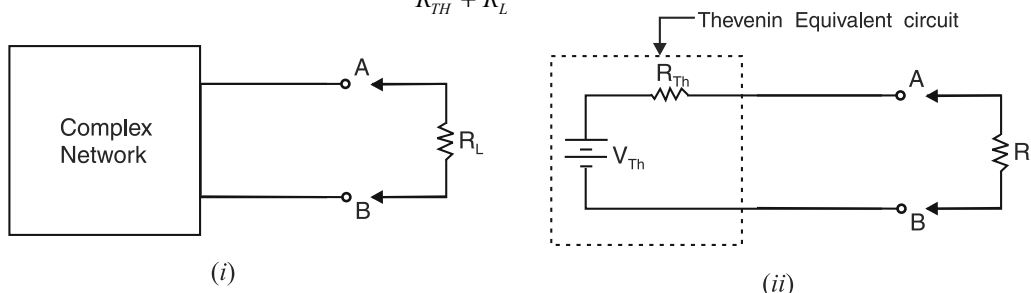 R_TH + R_L
Thevenin Equivalent circuit
Complex
Network
A
R_L
B
(i)
R_Th
V_Th
A
R
B
(ii)